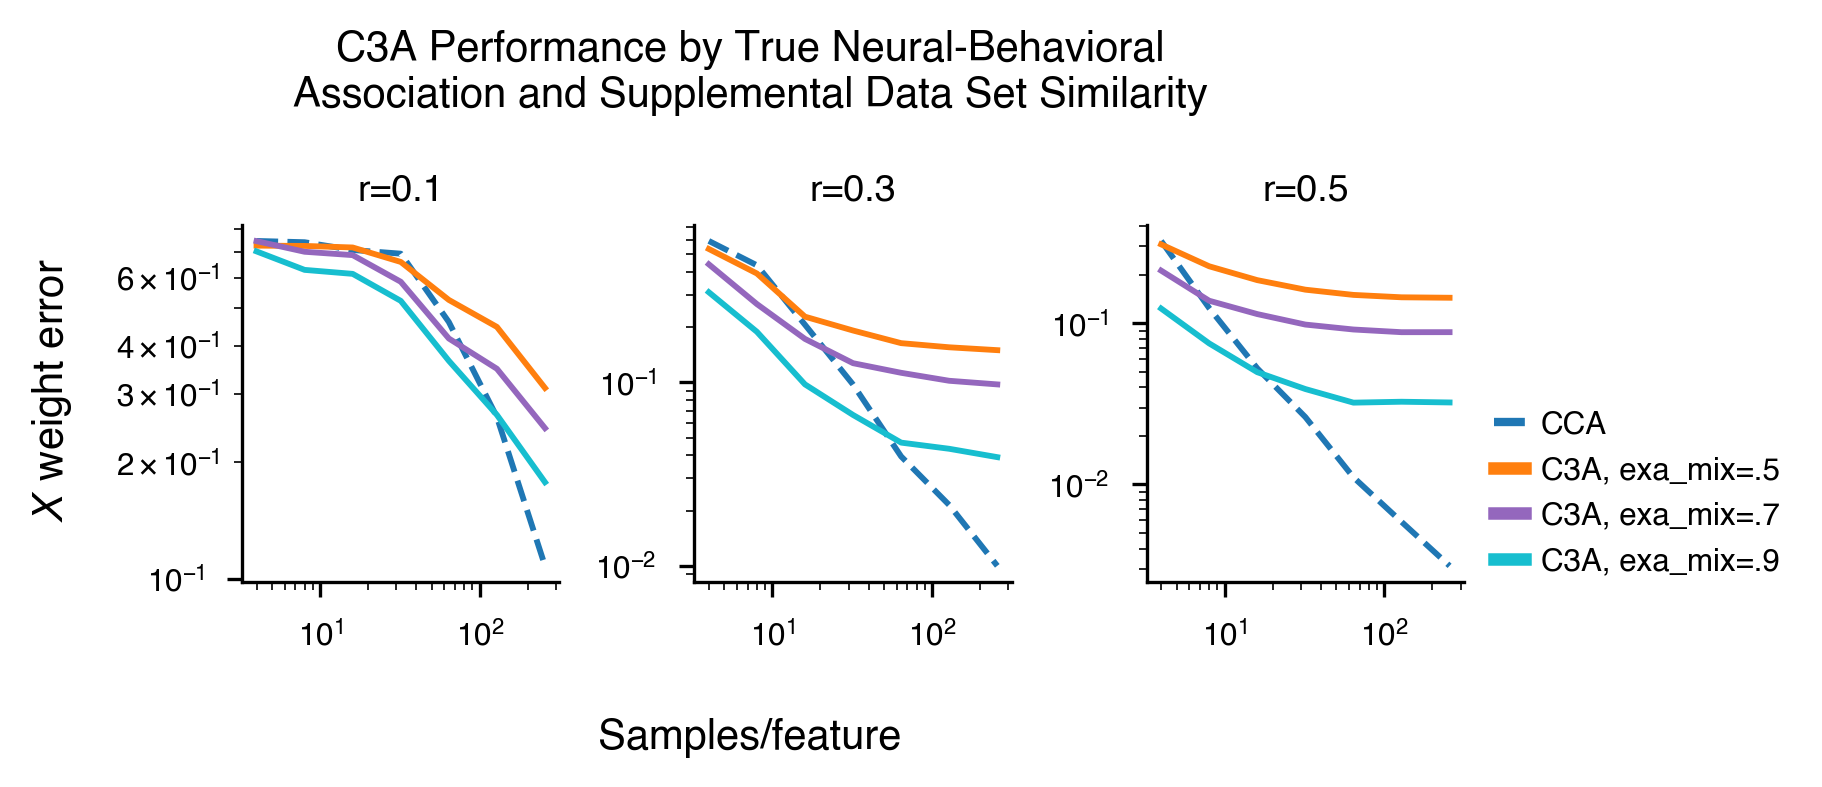 C3A Performance by True Neural-Behavioral
Association and Supplemental Data Set Similarity
r=0.1
r=0.3
r=0.5
X weight error
6 × 10⁻¹
4 × 10⁻¹
3 × 10⁻¹
2 × 10⁻¹
10⁻¹
10¹
10²
10⁻¹
10⁻²
10¹
10²
10⁻¹
10⁻²
10¹
10²
CCA
C3A, exa_mix=.5
C3A, exa_mix=.7
C3A, exa_mix=.9
Samples/feature